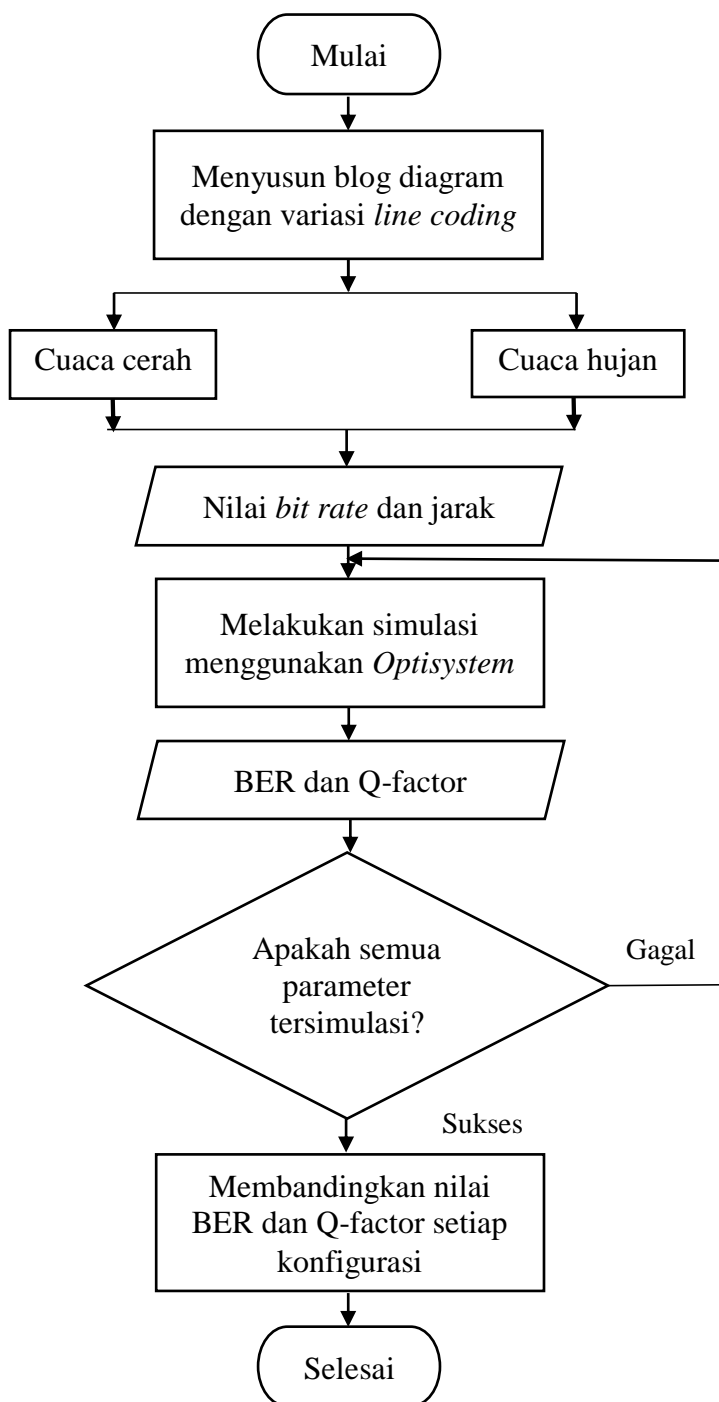 Mulai
Menyusun blog diagram
dengan variasi line coding
Cuaca cerah
Cuaca hujan
Nilai bit rate dan jarak
Melakukan simulasi
menggunakan Optisystem
BER dan Q-factor
Apakah semua
parameter
tersimulasi?
Gagal
Sukses
Membandingkan nilai
BER dan Q-factor setiap
konfigurasi
Selesai